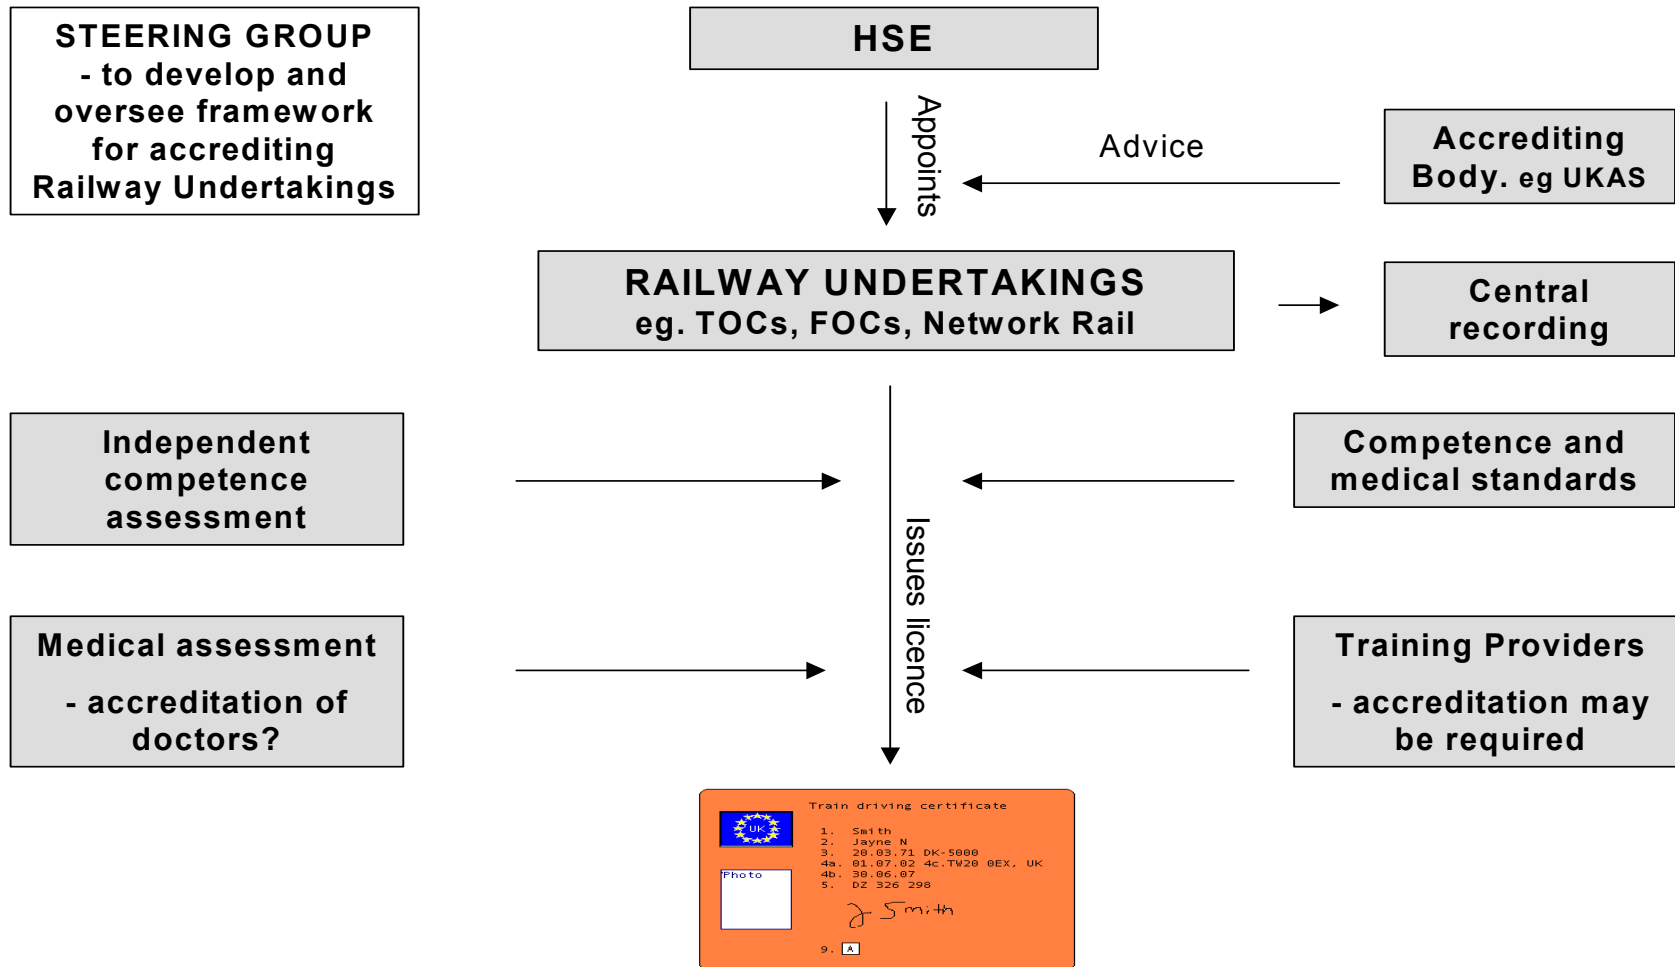 STEERING GROUP
- to develop and
oversee framework
for accrediting
Railway Undertakings
HSE
Appoints
Advice
Accrediting
Body. eg UKAS
RAILWAY UNDERTAKINGS
eg. TOCs, FOCs, Network Rail
Central
recording
Independent
competence
assessment
Competence and
medical standards
Issues licence
Medical assessment
- accreditation of
doctors?
Training Providers
- accreditation may
be required
Train driving certificate
UK
1. Smith
2. Jayne N
3. 20.03.71 DK-5000
4a. 01.07.02 4c.TW20 0EX, UK
4b. 30.06.07
5. DZ 326 298
Photo
J Smith
9. A